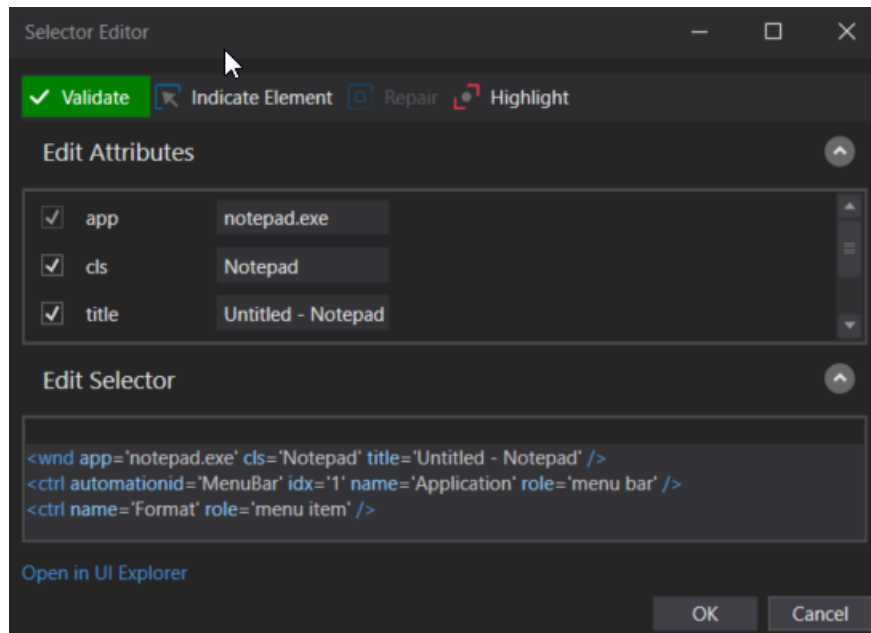 Selector Editor
Validate Indicate Element Repair Highlight
Edit Attributes
app notepad.exe
cls Notepad
title Untitled - Notepad
Edit Selector
<wnd app='notepad.exe' cls='Notepad' title='Untitled - Notepad' />
<ctrl automationid='MenuBar' idx='1' name='Application' role='menu bar' />
<ctrl name='Format' role='menu item' />
Open in UI Explorer
OK Cancel